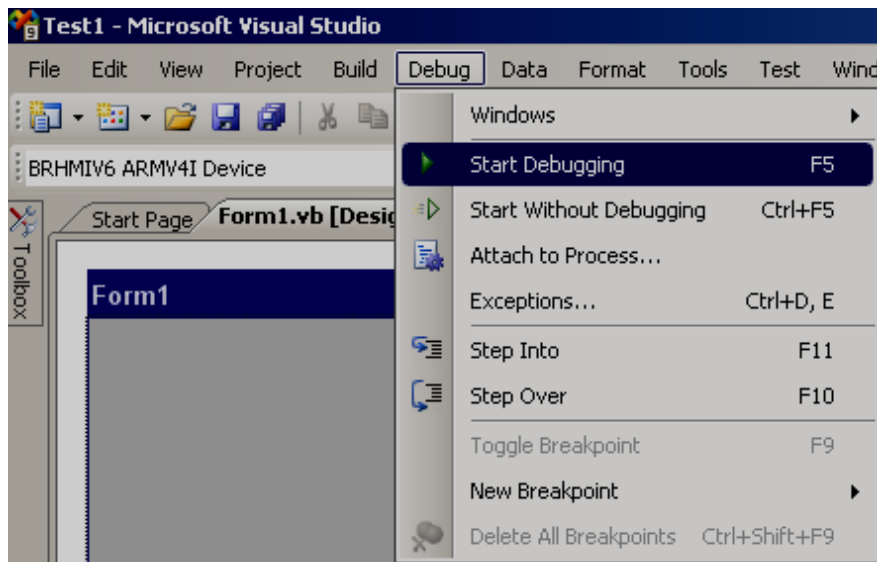 Test1 - Microsoft Visual Studio
File Edit View Project Build Debug Data Format Tools Test Wind
BRHMIV6 ARMV4I Device
Start Page Form1.vb [Desig
Toolbox
Form1
Windows
Start Debugging F5
Start Without Debugging Ctrl+F5
Attach to Process...
Exceptions... Ctrl+D, E
Step Into F11
Step Over F10
Toggle Breakpoint F9
New Breakpoint
Delete All Breakpoints Ctrl+Shift+F9